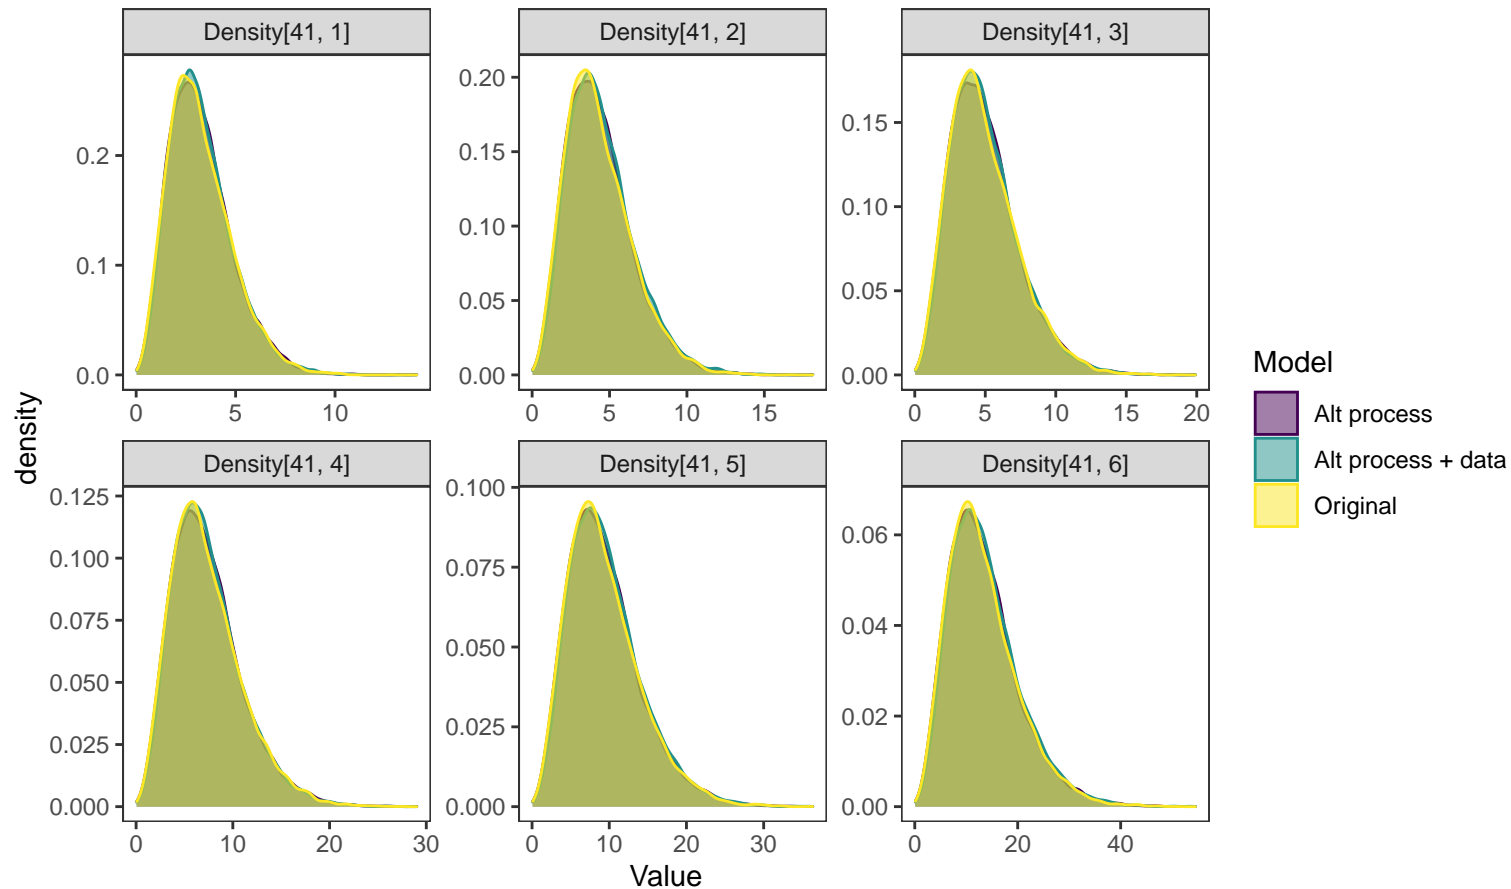 Density[41, 1]
Density[41, 2]
Density[41, 3]
0.2
0.1
0.0
0 5 10
0.20
0.15
0.10
0.05
0.00
0 5 10 15
0.15
0.10
0.05
0.00
0 5 10 15 20
Density[41, 4]
Density[41, 5]
Density[41, 6]
0.125
0.100
0.075
0.050
0.025
0.000
0 10 20 30
0.100
0.075
0.050
0.025
0.000
0 10 20 30
0.06
0.04
0.02
0.00
0 20 40
density
Value
Model
Alt process
Alt process + data
Original